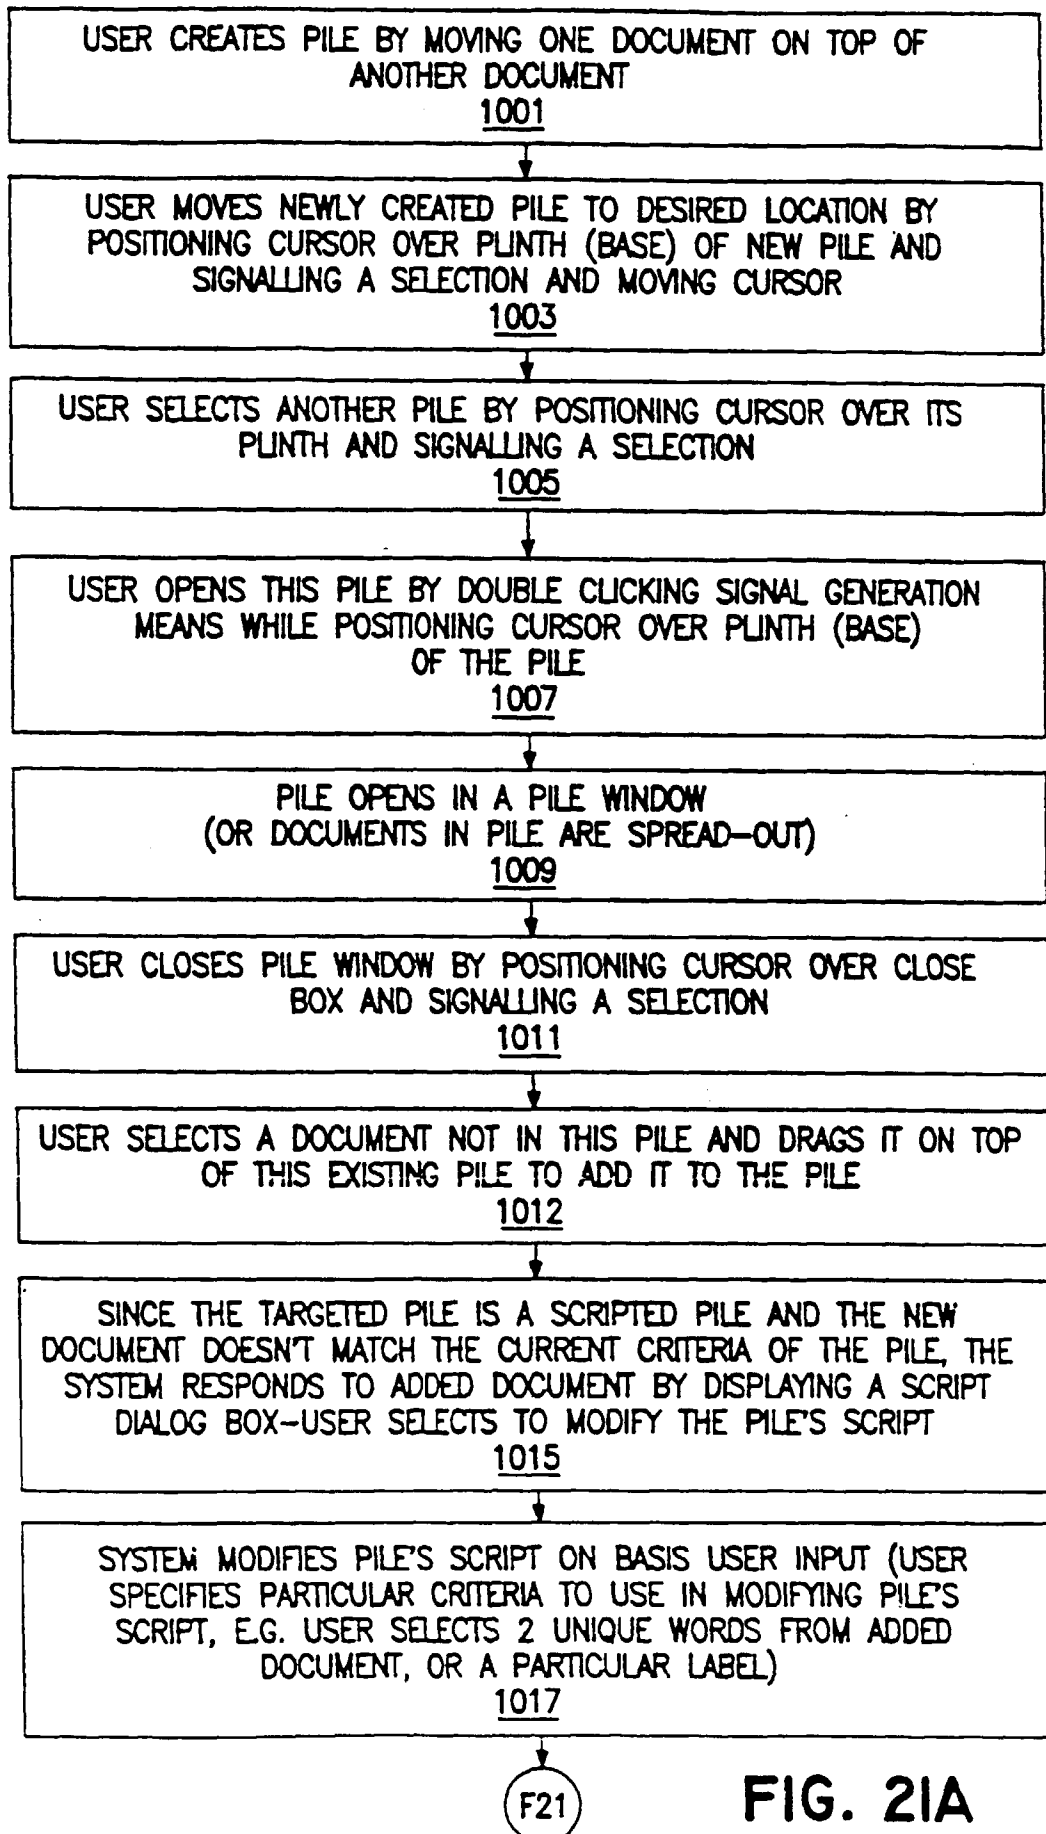 USER CREATES PILE BY MOVING ONE DOCUMENT ON TOP OF
ANOTHER DOCUMENT
1001
USER MOVES NEWLY CREATED PILE TO DESIRED LOCATION BY
POSITIONING CURSOR OVER PLINTH (BASE) OF NEW PILE AND
SIGNALLING A SELECTION AND MOVING CURSOR
1003
USER SELECTS ANOTHER PILE BY POSITIONING CURSOR OVER ITS
PLINTH AND SIGNALLING A SELECTION
1005
USER OPENS THIS PILE BY DOUBLE CLICKING SIGNAL GENERATION
MEANS WHILE POSITIONING CURSOR OVER PLINTH (BASE)
OF THE PILE
1007
PILE OPENS IN A PILE WINDOW
(OR DOCUMENTS IN PILE ARE SPREAD-OUT)
1009
USER CLOSES PILE WINDOW BY POSITIONING CURSOR OVER CLOSE
BOX AND SIGNALLING A SELECTION
1011
USER SELECTS A DOCUMENT NOT IN THIS PILE AND DRAGS IT ON TOP
OF THIS EXISTING PILE TO ADD IT TO THE PILE
1012
SINCE THE TARGETED PILE IS A SCRIPTED PILE AND THE NEW
DOCUMENT DOESN'T MATCH THE CURRENT CRITERIA OF THE PILE, THE
SYSTEM RESPONDS TO ADDED DOCUMENT BY DISPLAYING A SCRIPT
DIALOG BOX-USER SELECTS TO MODIFY THE PILE'S SCRIPT
1015
SYSTEM MODIFIES PILE'S SCRIPT ON BASIS USER INPUT (USER
SPECIFIES PARTICULAR CRITERIA TO USE IN MODIFYING PILE'S
SCRIPT, E.G. USER SELECTS 2 UNIQUE WORDS FROM ADDED
DOCUMENT, OR A PARTICULAR LABEL)
1017
F21
FIG. 21A